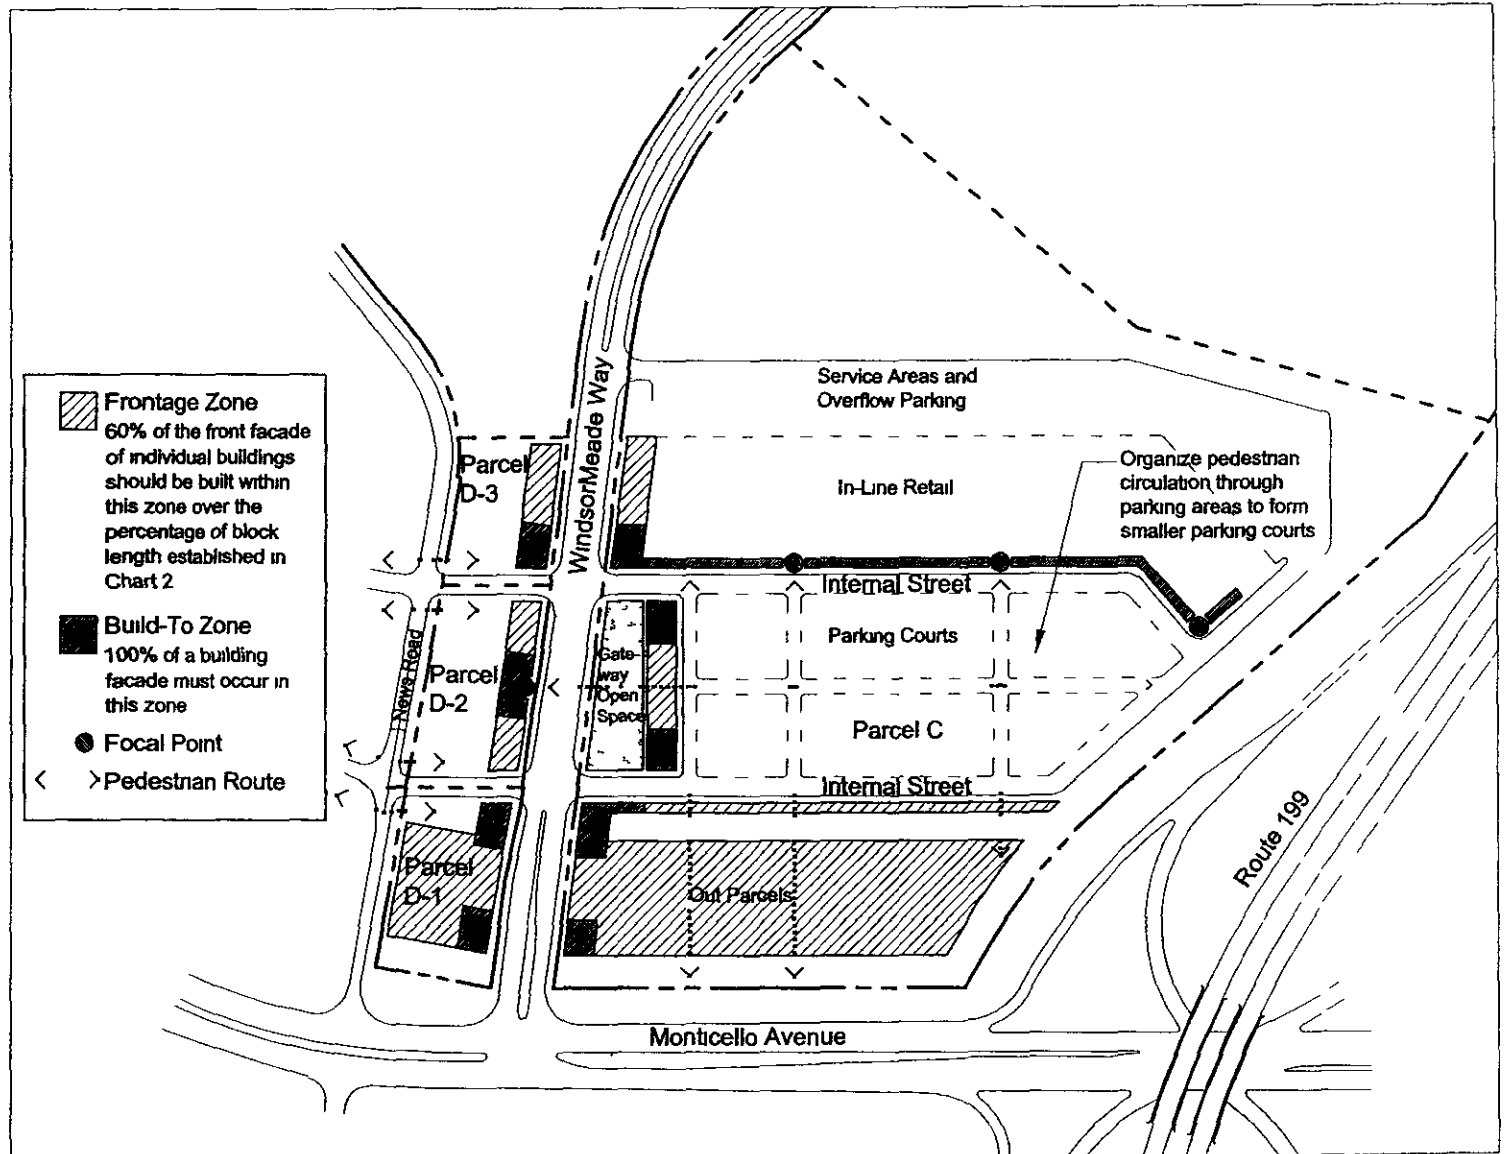 Frontage Zone
60% of the front facade
of individual buildings
should be built within
this zone over the
percentage of block
length established in
Chart 2
Build-To Zone
100% of a building
facade must occur in
this zone
Focal Point
< > Pedestrian Route
WindsorMeade Way
News Road
Parcel
D-3
Parcel
D-2
Parcel
D-1
Service Areas and
Overflow Parking
In-Line Retail
Organize pedestrian
circulation through
parking areas to form
smaller parking courts
Internal Street
Parking Courts
Gate-
way
Open
Space
Parcel C
Internal Street
Out Parcels
Route 199
Monticello Avenue